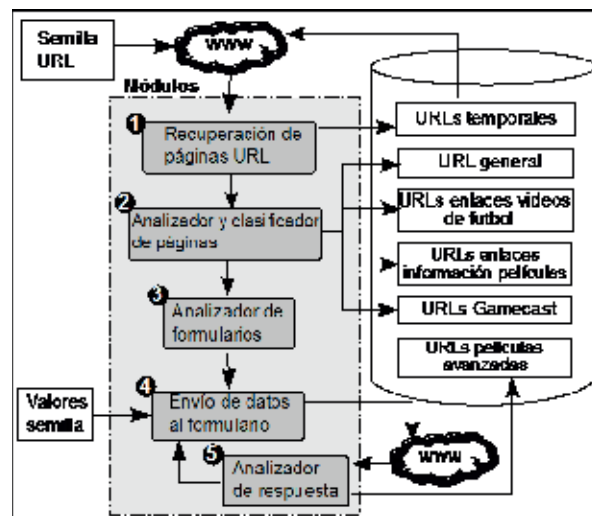 Semilla
URL
www
Módulos
1
Recuperación de
páginas URL
2
Analizador y clasificador
de páginas
3
Analizador de
formularios
Valores
semilla
4
Envío de datos
al formulario
5
Analizador
de respuesta
URLs temporales
URL general
URLs enlaces videos
de futbol
URLs enlaces
información películes
URLs Gamecast
URLs películas
avanzadas
www